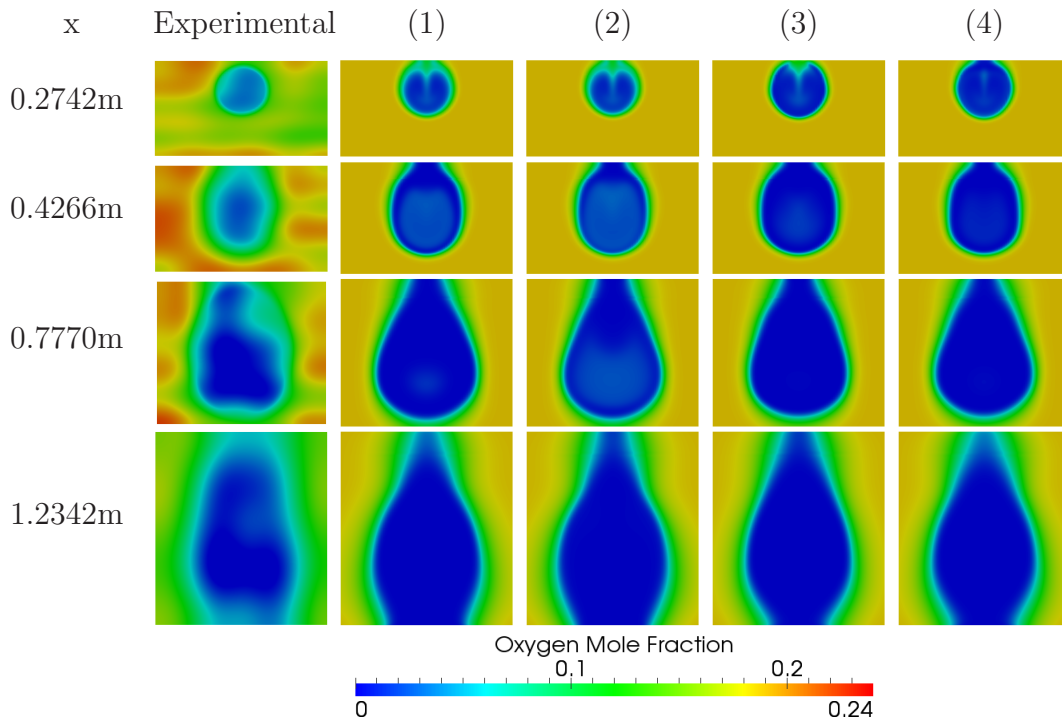 x Experimental (1) (2) (3) (4)
0.2742m
0.4266m
0.7770m
1.2342m
Oxygen Mole Fraction
0.1 0.2
0 0.24